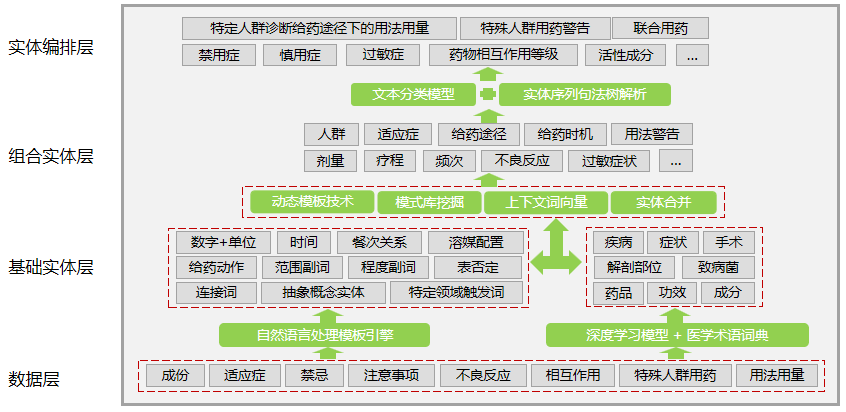 实体编排层
特定人群诊断给药途径下的用法用量 特殊人群用药警告 联合用药
禁用症 慎用症 过敏症 药物相互作用等级 活性成分 ...
文本分类模型 实体序列句法树解析
组合实体层
人群 适应症 给药途径 给药时机 用法警告
剂量 疗程 频次 不良反应 过敏症状 ...
动态模板技术 模式库挖掘 上下文词向量 实体合并
基础实体层
数字+单位 时间 餐次关系 溶媒配置
给药动作 范围副词 程度副词 表否定
连接词 抽象概念实体 特定领域触发词
疾病 症状 手术
解剖部位 致病菌
药品 功效 成分
自然语言处理模板引擎 深度学习模型 + 医学术语词典
数据层
成份 适应症 禁忌 注意事项 不良反应 相互作用 特殊人群用药 用法用量